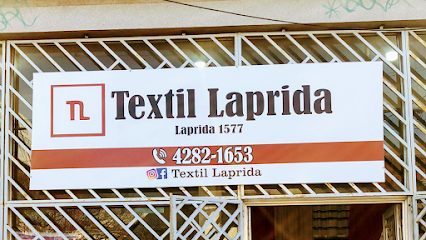 TL
Textil Laprida
Laprida 1577
4282-1653
Textil Laprida